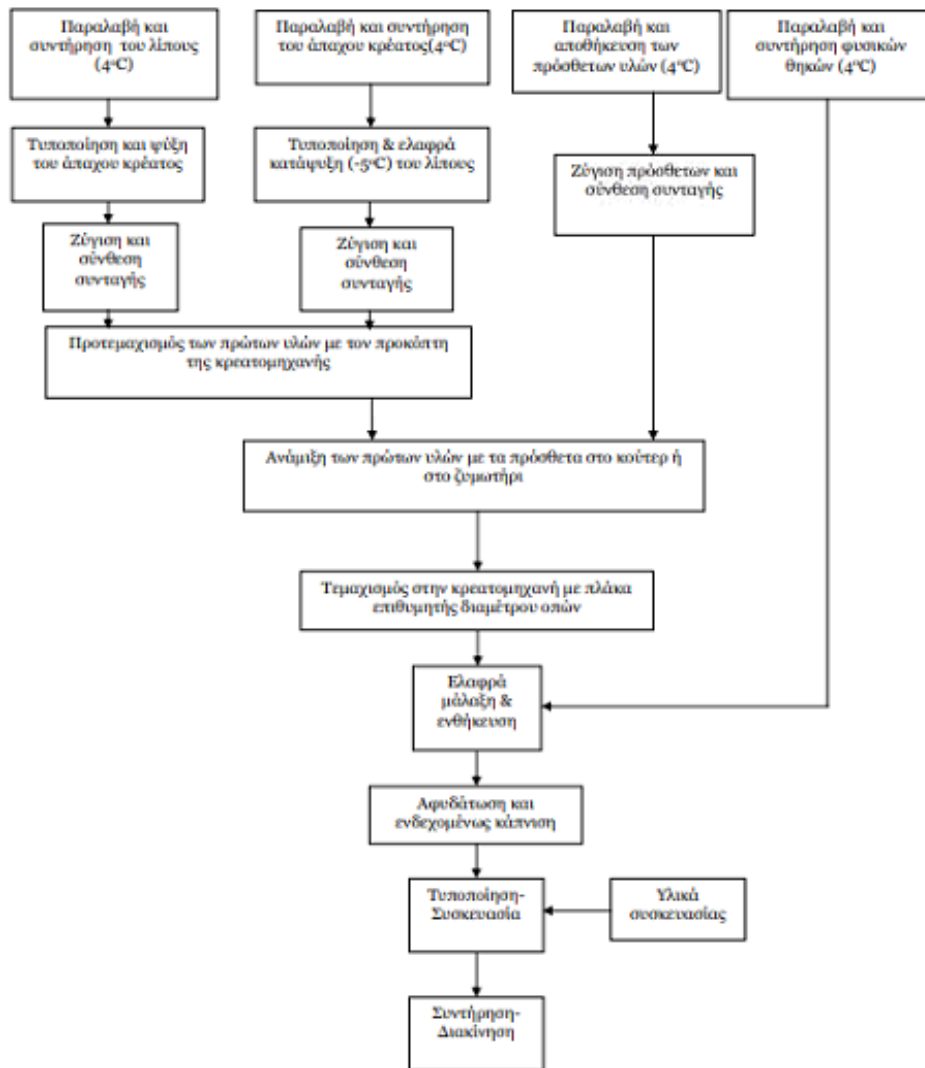 Παραλαβή και
συντήρηση του λίπους
(4°C)
Παραλαβή και συντήρηση
του άπαχου κρέατος(4°C)
Παραλαβή και
αποθήκευση των
πρόσθετων υλών (4°C)
Παραλαβή και
συντήρηση φυσικών
θηκών (4°C)
Τυποποίηση και ψύξη
του άπαχου κρέατος
Τυποποίηση & ελαφρά
κατάψυξη (-5°C) του λίπους
Ζύγιση πρόσθετων και
σύνθεση συνταγής
Ζύγιση και
σύνθεση
συνταγής
Ζύγιση και
σύνθεση
συνταγής
Προτεμαχισμός των πρώτων υλών με τον προκόπτη
της κρεατομηχανής
Ανάμιξη των πρώτων υλών με τα πρόσθετα στο κούτερ ή
στο ζυμωτήρι
Τεμαχισμός στην κρεατομηχανή με πλάκα
επιθυμητής διαμέτρου οπών
Ελαφρά
μάλαξη &
ενθήκευση
Αφυδάτωση και
ενδεχομένως κάπνιση
Τυποποίηση-
Συσκευασία
Υλικά
συσκευασίας
Συντήρηση-
Διακίνηση